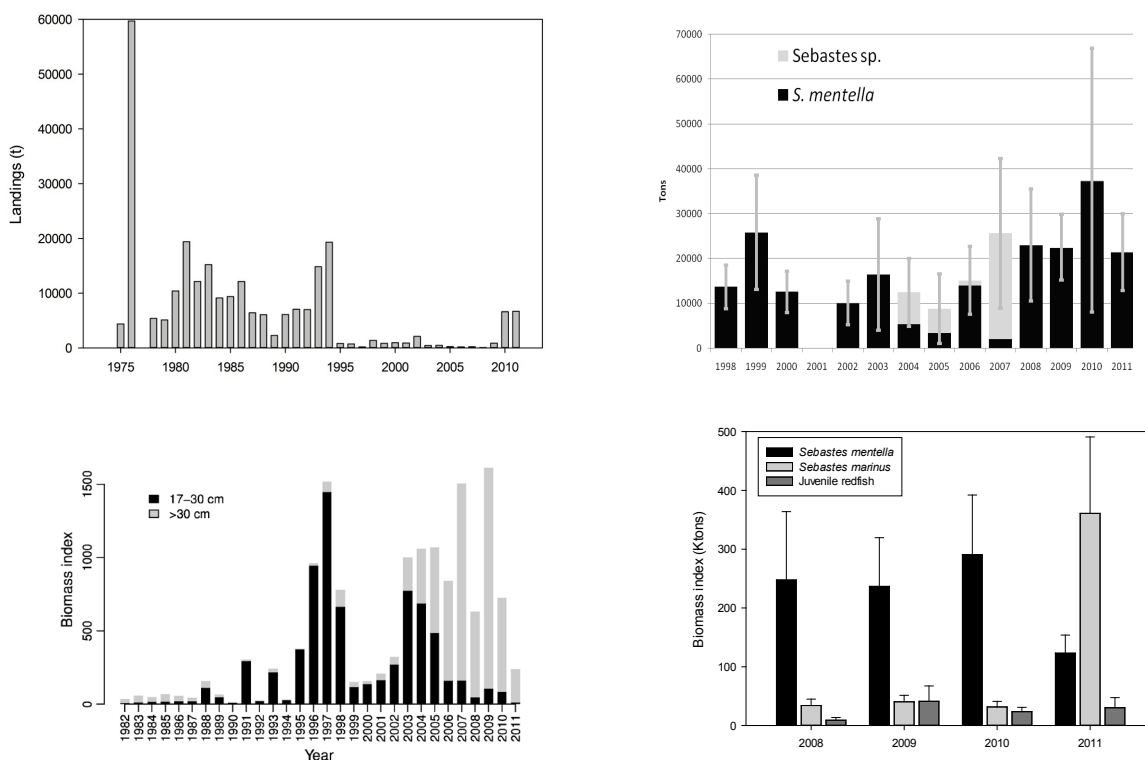 60000
50000
40000
30000
20000
10000
0
Landings (t)
1975 1980 1985 1990 1995 2000 2005 2010
70000
60000
50000
40000
30000
20000
10000
0
Tons
Sebastes sp.
S. mentella
1998 1999 2000 2001 2002 2003 2004 2005 2006 2007 2008 2009 2010 2011
1500
1000
500
0
Biomass index
17–30 cm
>30 cm
1982 1983 1984 1985 1986 1987 1988 1989 1990 1991 1992 1993 1994 1995 1996 1997 1998 1999 2000 2001 2002 2003 2004 2005 2006 2007 2008 2009 2010 2011
Year
500
400
300
200
100
0
Biomass index (Ktons)
Sebastes mentella
Sebastes marinus
Juvenile redfish
2008 2009 2010 2011